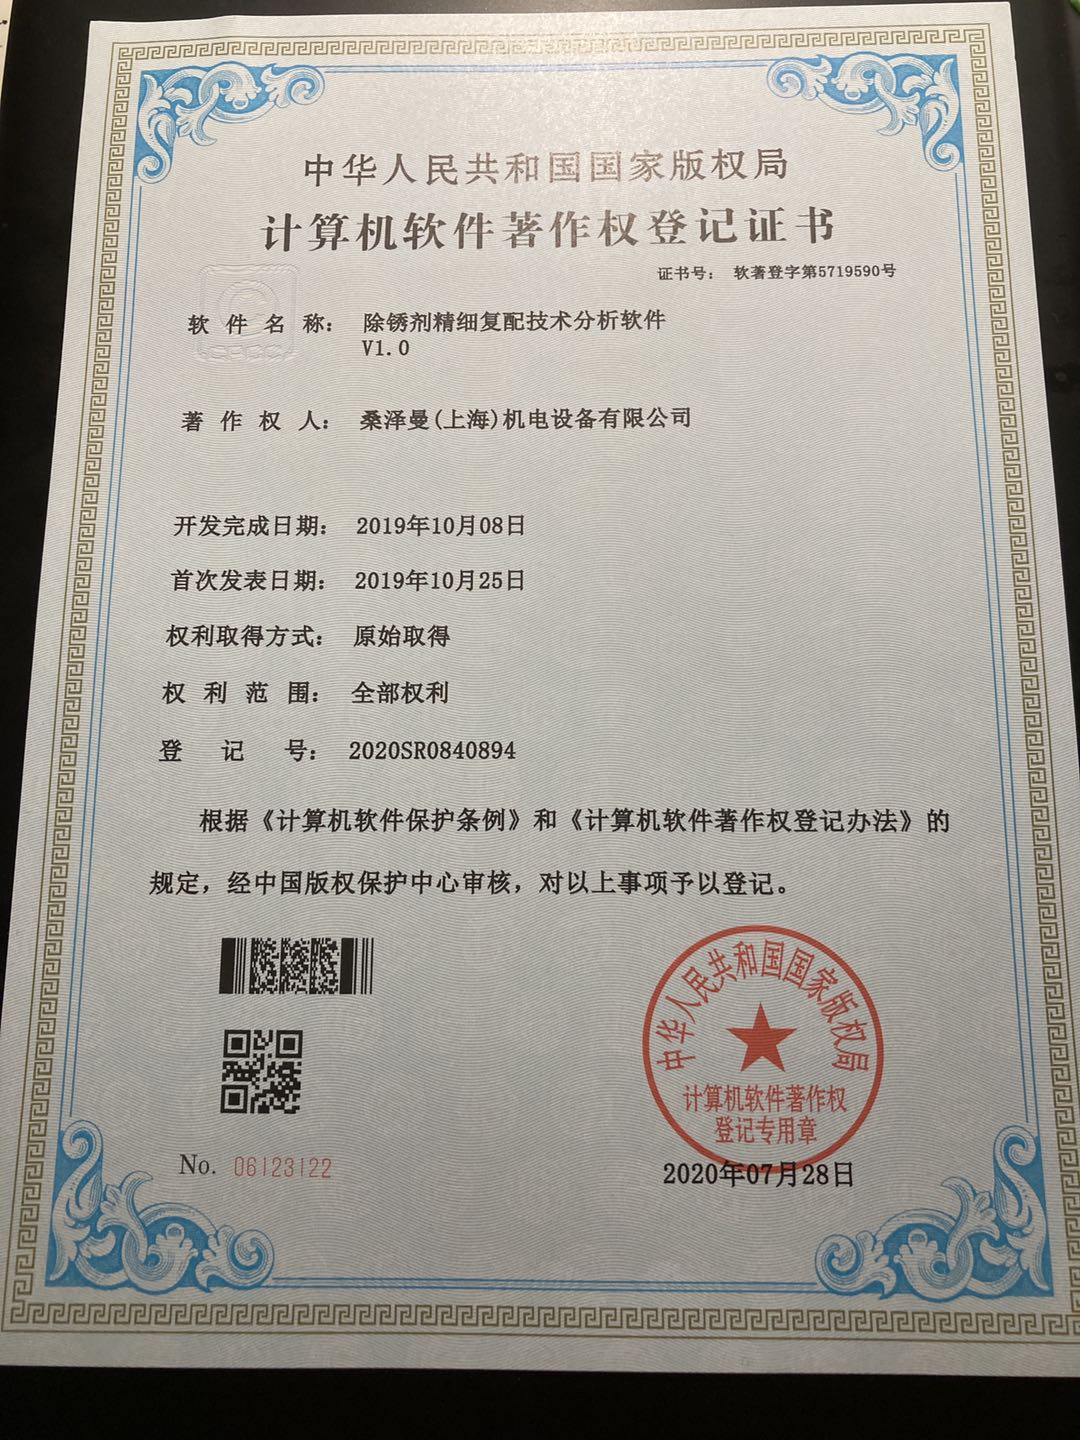 中华人民共和国国家版权局
计算机软件著作权登记证书
证书号： 软著登字第5719590号
软件名称： 除锈剂精细复配技术分析软件
V1.0
著作权人： 桑泽曼(上海)机电设备有限公司
开发完成日期： 2019年10月08日
首次发表日期： 2019年10月25日
权利取得方式： 原始取得
权利范围： 全部权利
登记号： 2020SR0840894
根据《计算机软件保护条例》和《计算机软件著作权登记办法》的
规定，经中国版权保护中心审核，对以上事项予以登记。
中华人民共和国国家版权局
计算机软件著作权
登记专用章
No. 06123122
2020年07月28日